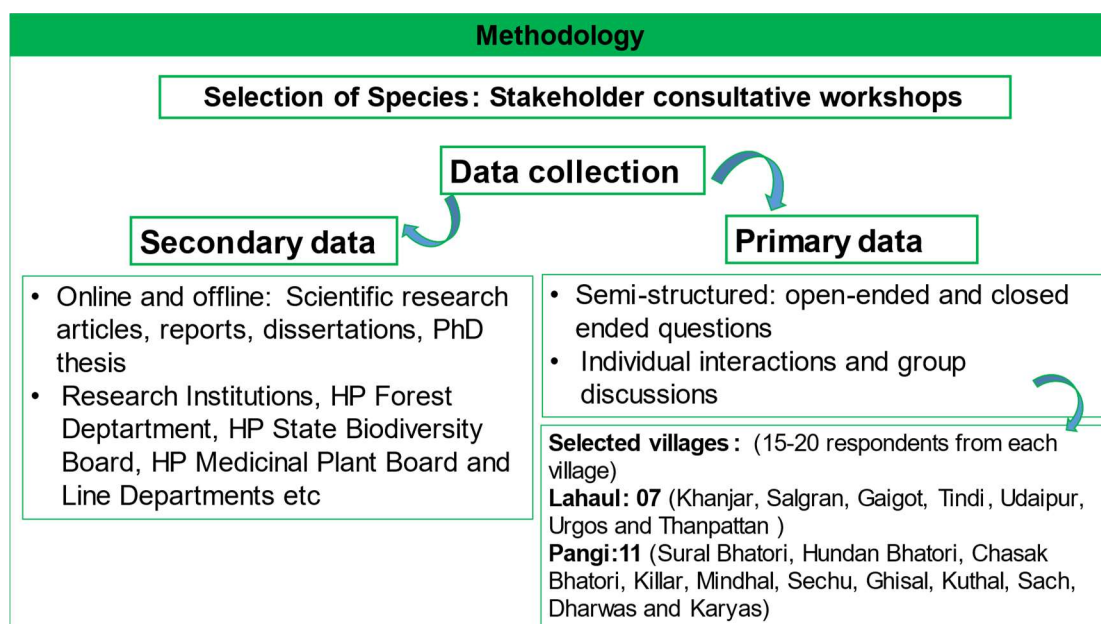 Methodology
Selection of Species: Stakeholder consultative workshops
Data collection
Secondary data
• Online and offline: Scientific research
articles, reports, dissertations, PhD
thesis
• Research Institutions, HP Forest
Deptartment, HP State Biodiversity
Board, HP Medicinal Plant Board and
Line Departments etc
Primary data
• Semi-structured: open-ended and closed
ended questions
• Individual interactions and group
discussions
Selected villages: (15-20 respondents from each
village)
Lahaul: 07 (Khanjar, Salgran, Gaigot, Tindi, Udaipur,
Urgos and Thanpattan )
Pangi:11 (Sural Bhatori, Hundan Bhatori, Chasak
Bhatori, Killar, Mindhal, Sechu, Ghisal, Kuthal, Sach,
Dharwas and Karyas)